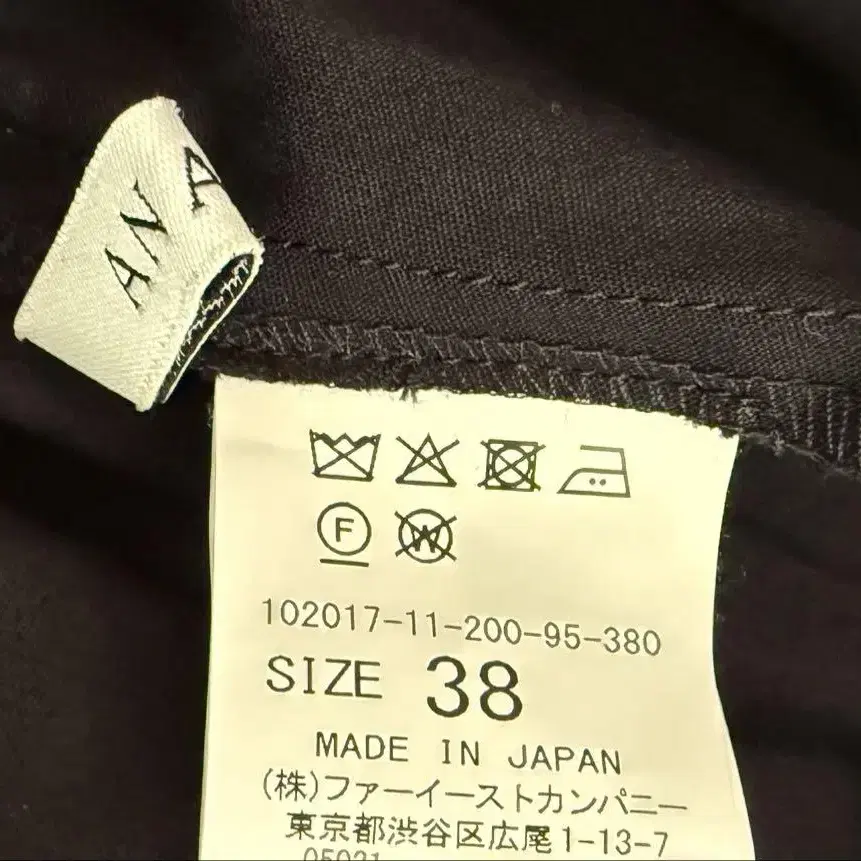 AN A
F
W
102017-11-200-95-380
SIZE 38
MADE IN JAPAN
(株)ファーイーストカンパニー
東京都渋谷区広尾1-13-7